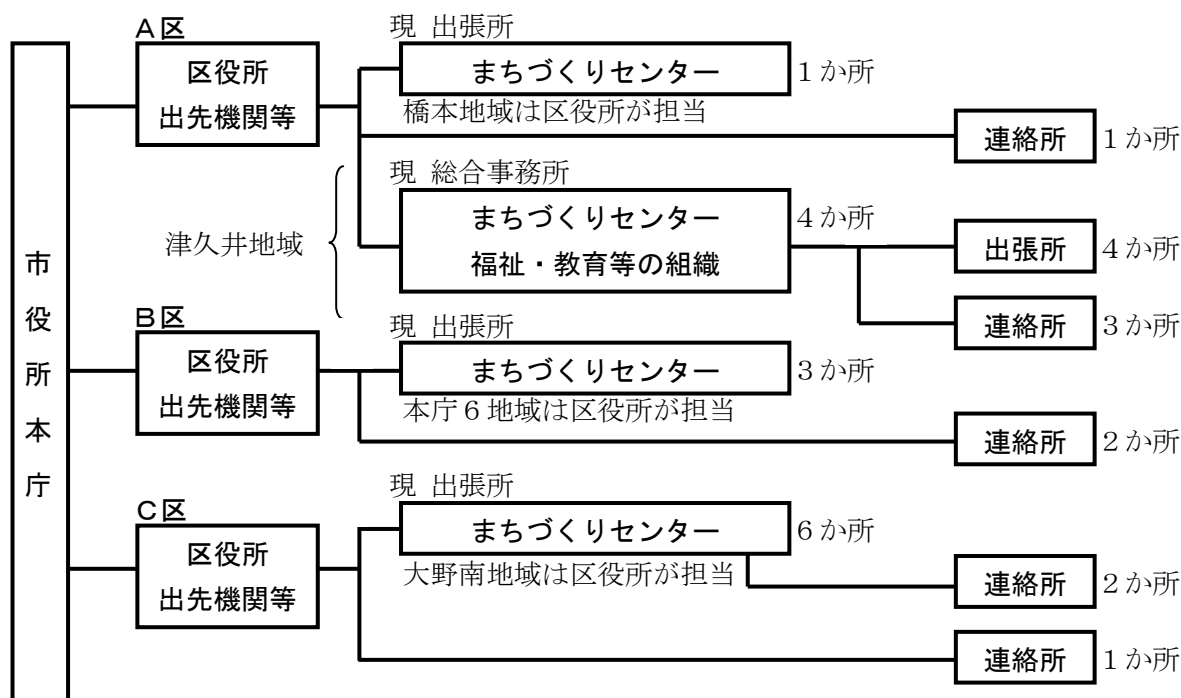 市役所本庁
A区
区役所
出先機関等
現 出張所
まちづくりセンター
1か所
橋本地域は区役所が担当
連絡所
1か所
津久井地域
現 総合事務所
まちづくりセンター
福祉・教育等の組織
4か所
出張所
4か所
連絡所
3か所
B区
区役所
出先機関等
現 出張所
まちづくりセンター
3か所
本庁6地域は区役所が担当
連絡所
2か所
C区
区役所
出先機関等
現 出張所
まちづくりセンター
6か所
大野南地域は区役所が担当
連絡所
2か所
連絡所
1か所